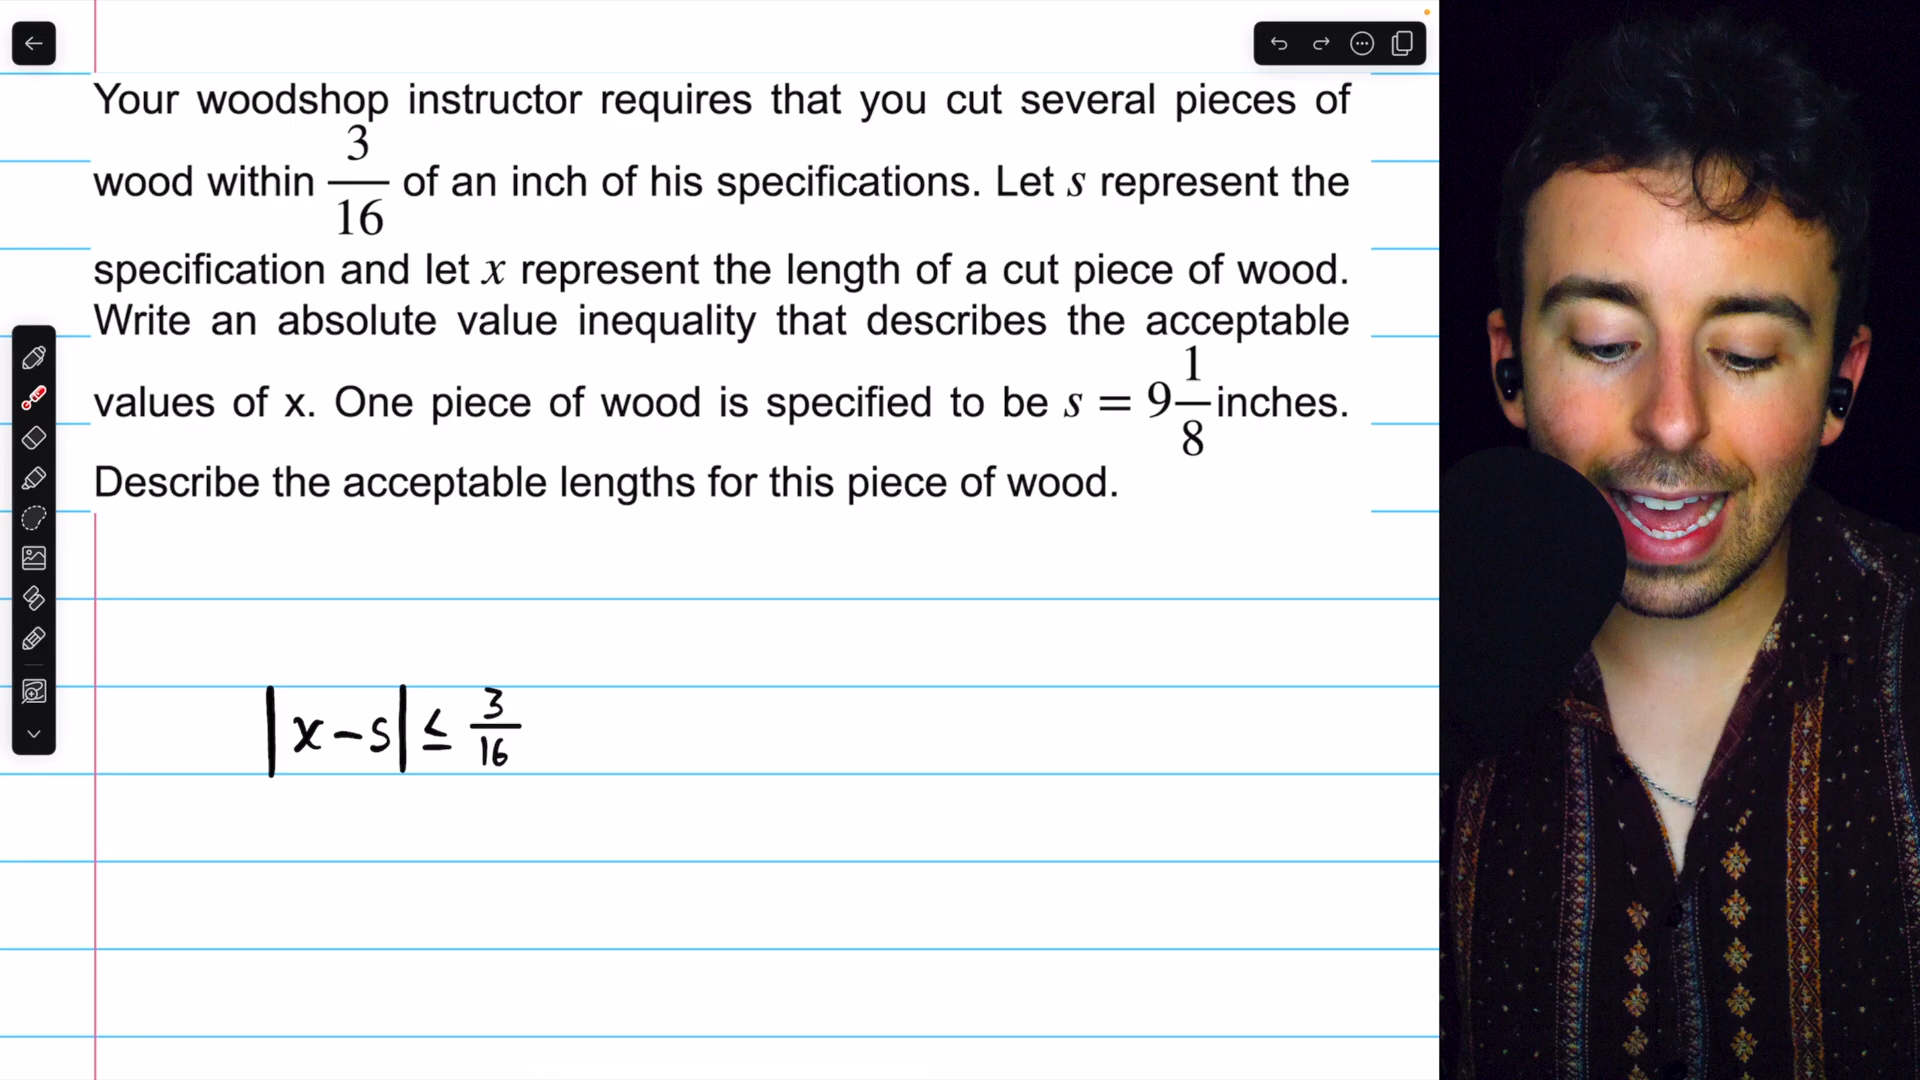 Your woodshop instructor requires that you cut several pieces of
wood within 3/16 of an inch of his specifications. Let s represent the
specification and let x represent the length of a cut piece of wood.
Write an absolute value inequality that describes the acceptable
values of x. One piece of wood is specified to be s = 9 1/8 inches.
Describe the acceptable lengths for this piece of wood.
|x – s| ≤ 3/16